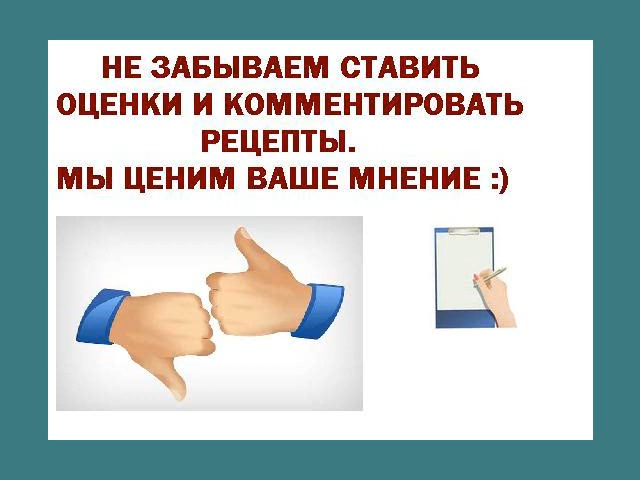 НЕ ЗАБЫВАЕМ СТАВИТЬ
ОЦЕНКИ И КОММЕНТИРОВАТЬ
РЕЦЕПТЫ.
МЫ ЦЕНИМ ВАШЕ МНЕНИЕ :)